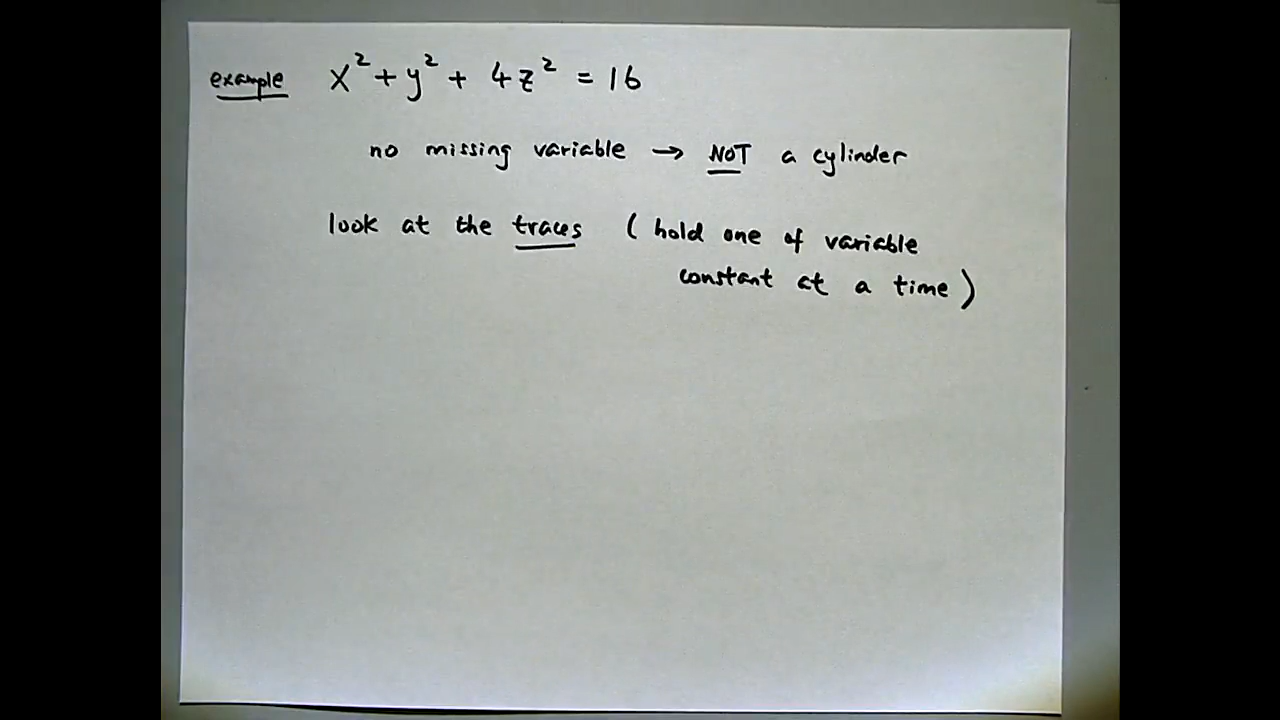 example x² + y² + 4z² = 16
no missing variable → NOT a cylinder
look at the traces ( hold one of variable
constant at a time )